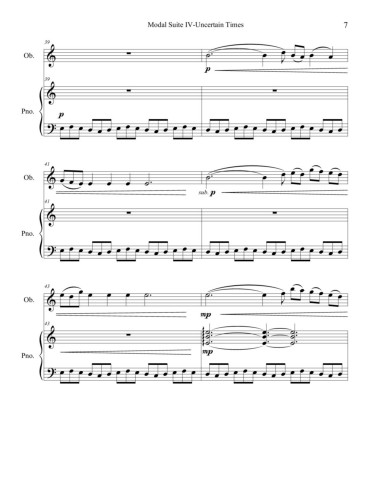 Modal Suite IV-Uncertain Times
7
39
Ob.
p
39
Pno.
p
41
Ob.
sub. p
41
Pno.
43
Ob.
mp
43
Pno.
mp